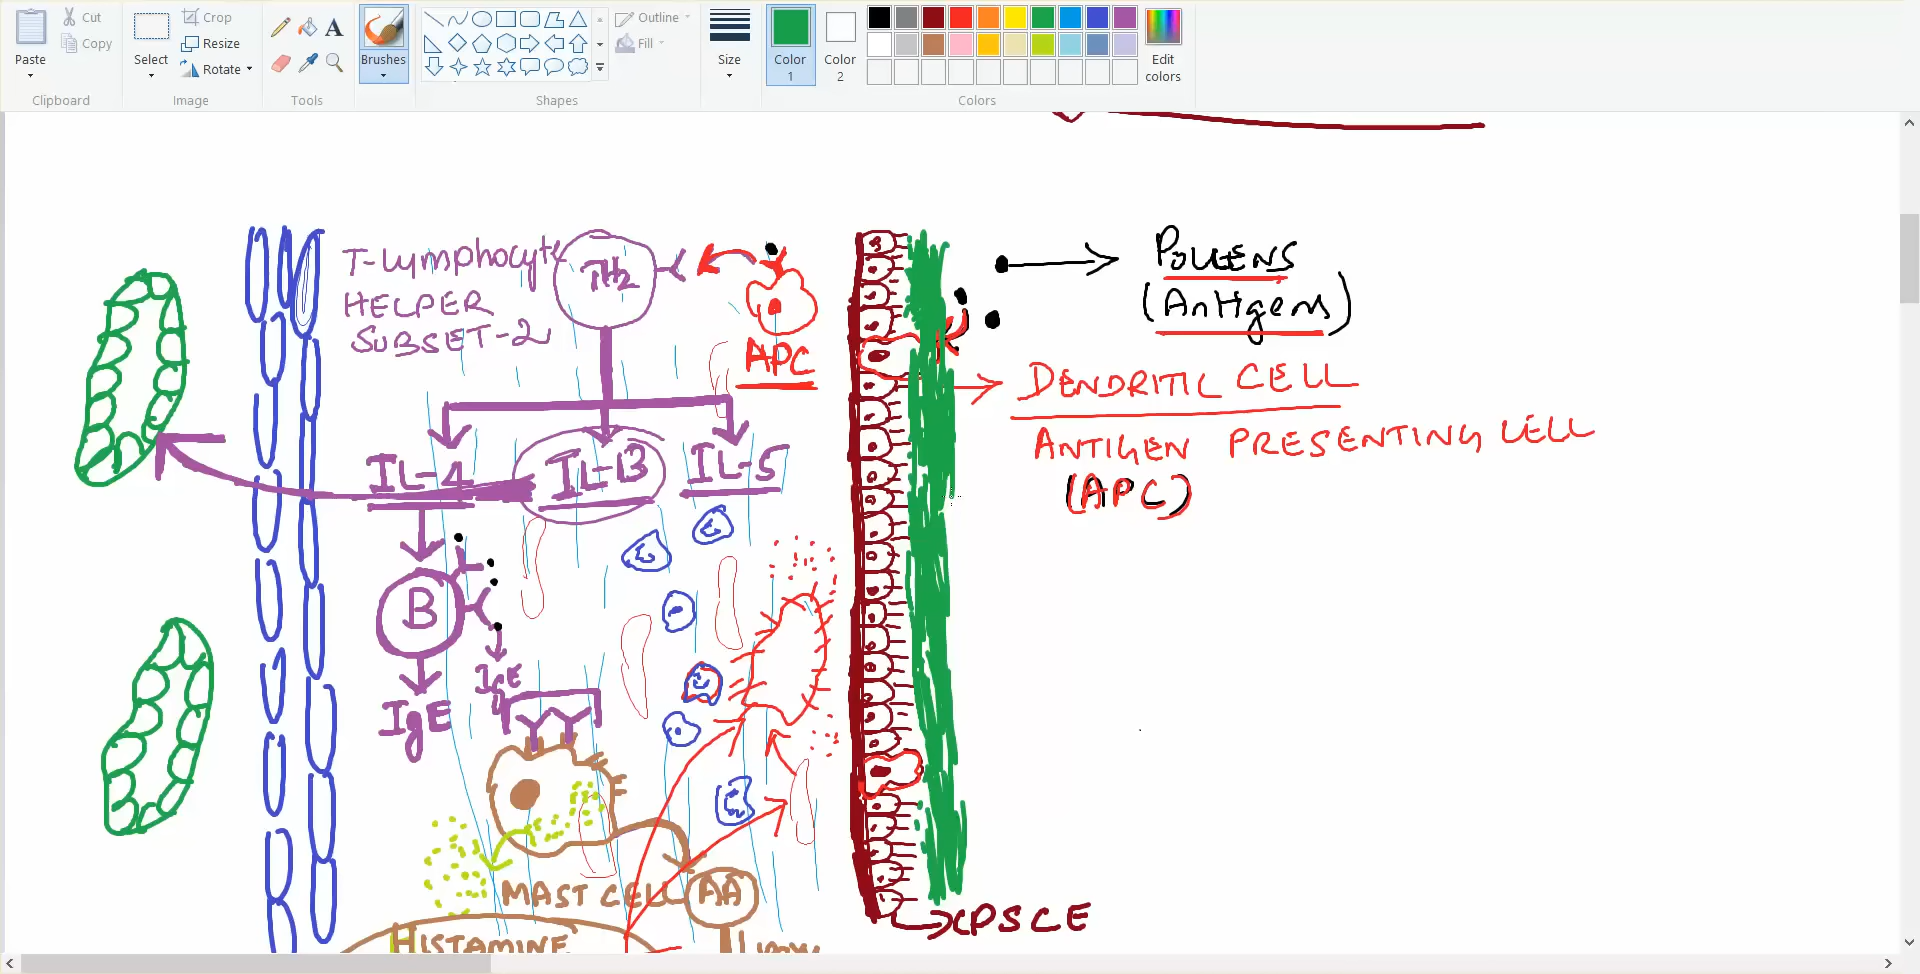 Paste
Cut
Copy
Clipboard
Select
Crop
Resize
Rotate
Image
Tools
Brushes
Outline
Fill
Shapes
Size
Color 1
Color 2
Edit colors
Colors
T-Lymphocyte
HELPER
SUBSET-2
TH2
APC
IL-4
IL-13
IL-5
B
IgE
IgE
MAST CELL
AA
HISTAMINE
POLLENS
(Antigens)
DENDRITIC CELL
ANTIGEN PRESENTING CELL
(APC)
PSCCE